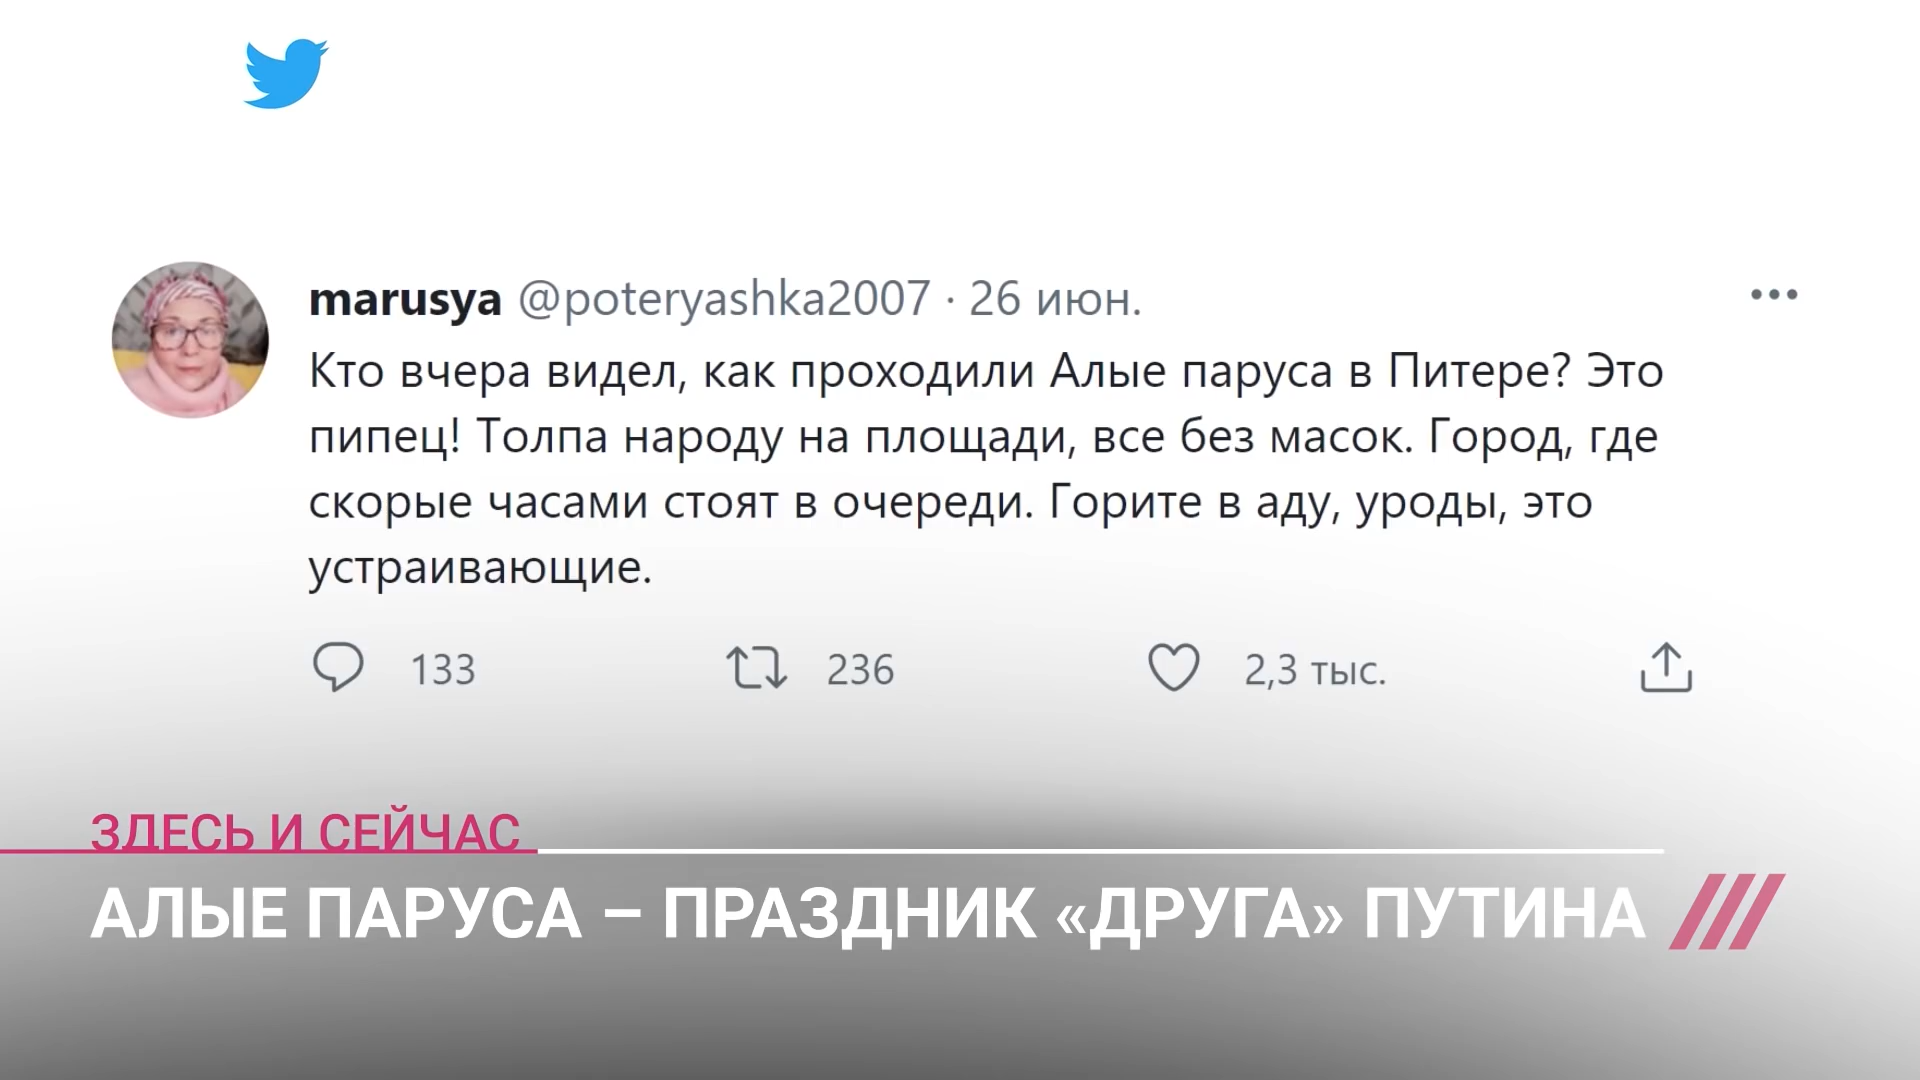 marusya @poteryashka2007 · 26 июн.
Кто вчера видел, как проходили Алые паруса в Питере? Это
пипец! Толпа народу на площади, все без масок. Город, где
скорые часами стоят в очереди. Горите в аду, уроды, это
устраивающие.
133 236 2,3 тыс.
ЗДЕСЬ И СЕЙЧАС
АЛЫЕ ПАРУСА – ПРАЗДНИК «ДРУГА» ПУТИНА